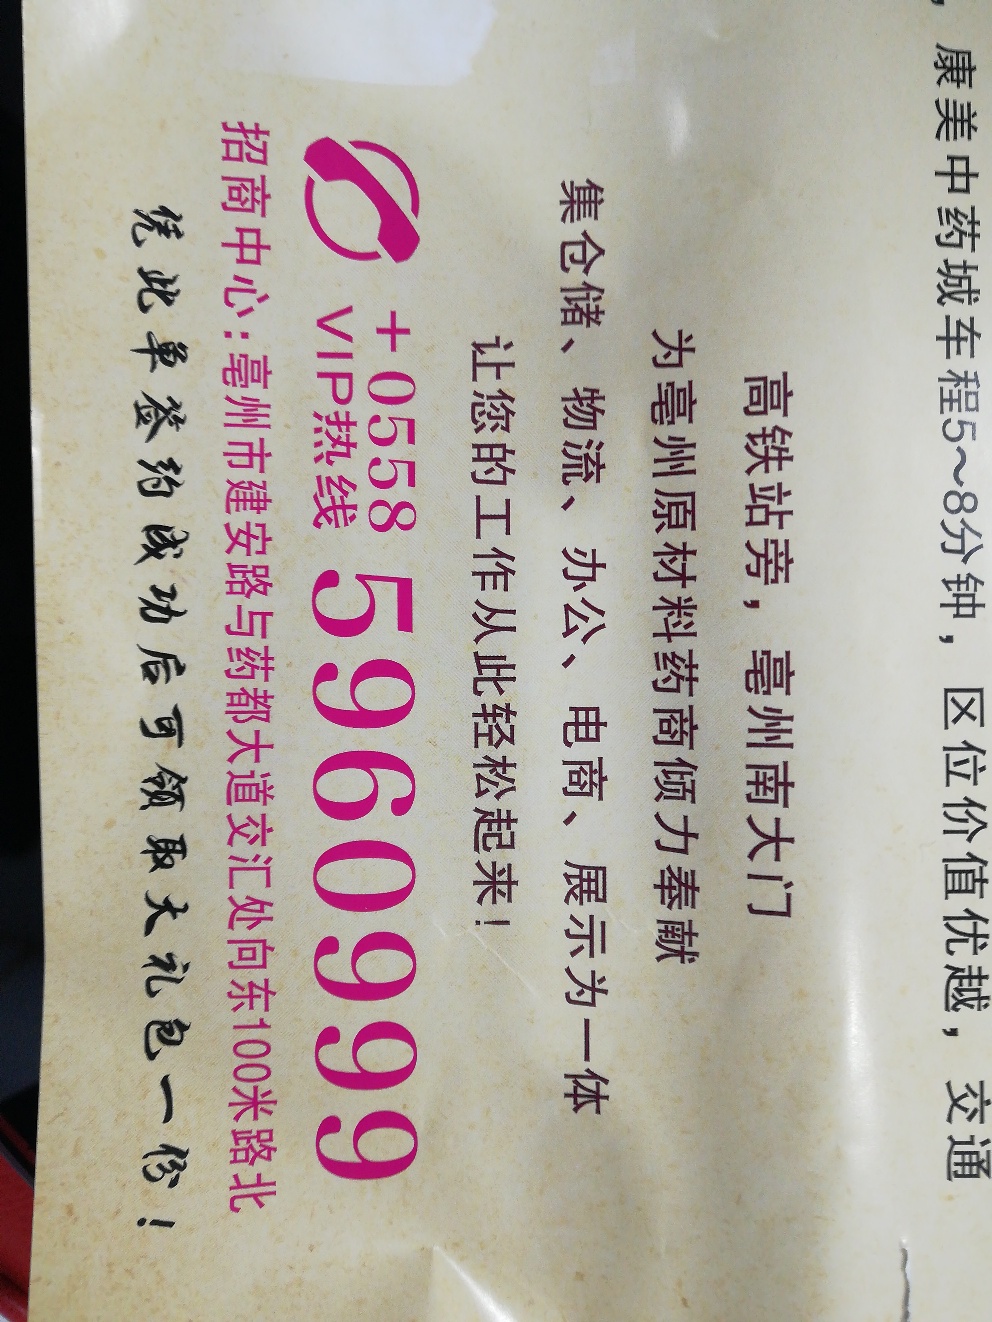 ，康美中药城车程5～8分钟，区位价值优越，交通
高铁站旁，亳州南大门
为亳州原材料药商倾力奉献
集仓储、物流、办公、电商、展示为一体
让您的工作从此轻松起来！
+0558 5960999
VIP热线
招商中心：亳州市建安路与药都大道交汇处向东100米路北
凭此单签约成功后可领取大礼包一份！